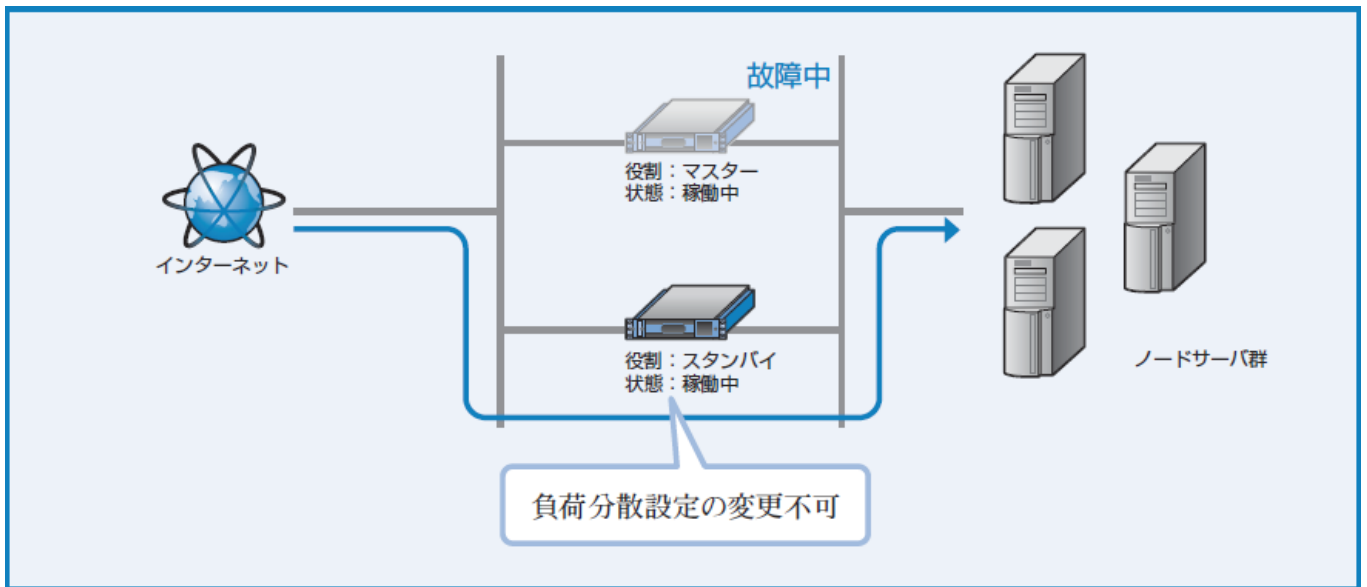 故障中
役割：マスター
状態：稼働中
インターネット
役割：スタンバイ
状態：稼働中
ノードサーバ群
負荷分散設定の変更不可